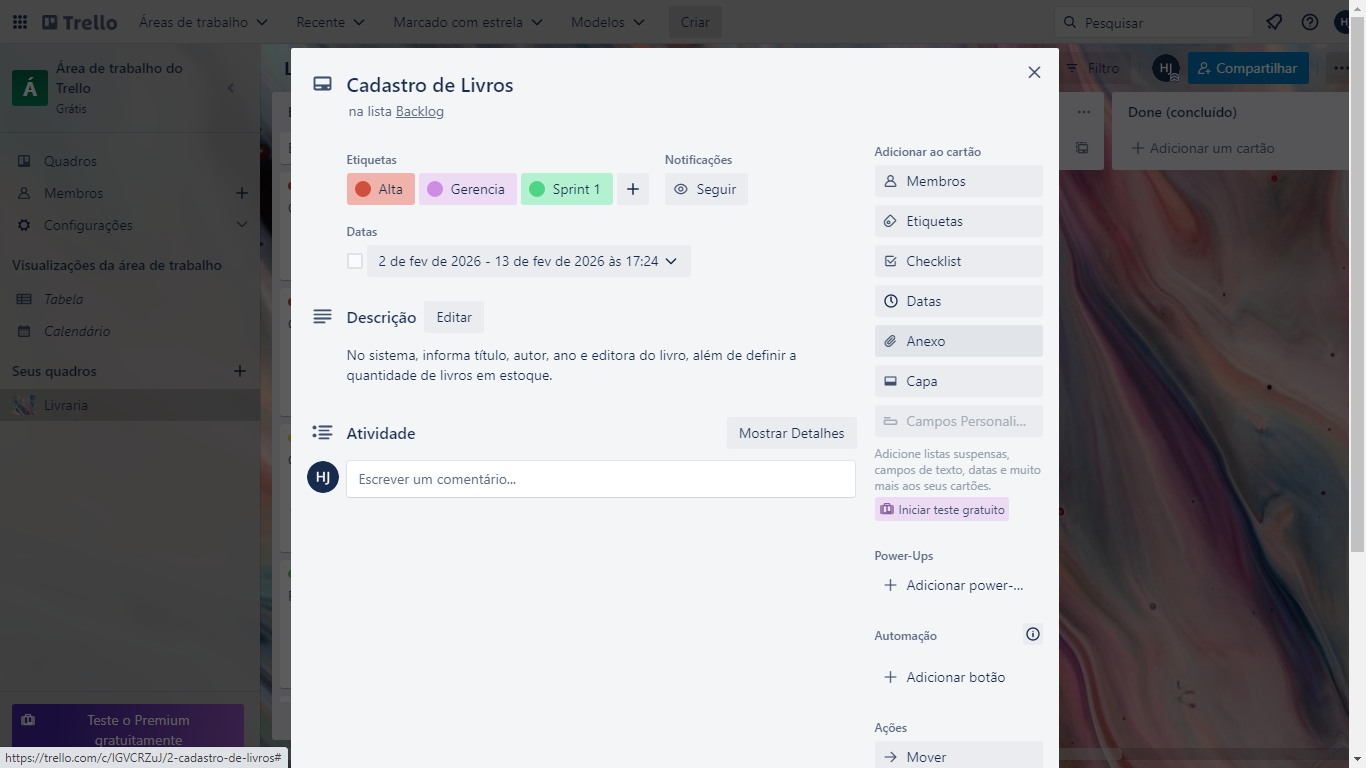 Trello
Áreas de trabalho
Recente
Marcado com estrela
Modelos
Criar
Pesquisar
Á
Área de trabalho do
Trello
Grátis
Quadros
Membros
Configurações
Visualizações da área de trabalho
Tabela
Calendário
Seus quadros
Livraria
Teste o Premium
gratuitamente
https://trello.com/c/IGVCRZuJ/2-cadastro-de-livros#
Filtro
HJ
Compartilhar
Done (concluído)
Adicionar um cartão
Cadastro de Livros
na lista Backlog
Etiquetas
Notificações
Alta
Gerencia
Sprint 1
Seguir
Datas
2 de fev de 2026 - 13 de fev de 2026 às 17:24
Descrição
Editar
No sistema, informa título, autor, ano e editora do livro, além de definir a
quantidade de livros em estoque.
Atividade
Mostrar Detalhes
HJ
Escrever um comentário...
Adicionar ao cartão
Membros
Etiquetas
Checklist
Datas
Anexo
Capa
Campos Personali...
Adicione listas suspensas,
campos de texto, datas e muito
mais aos seus cartões.
Iniciar teste gratuito
Power-Ups
Adicionar power-...
Automação
Adicionar botão
Ações
Mover